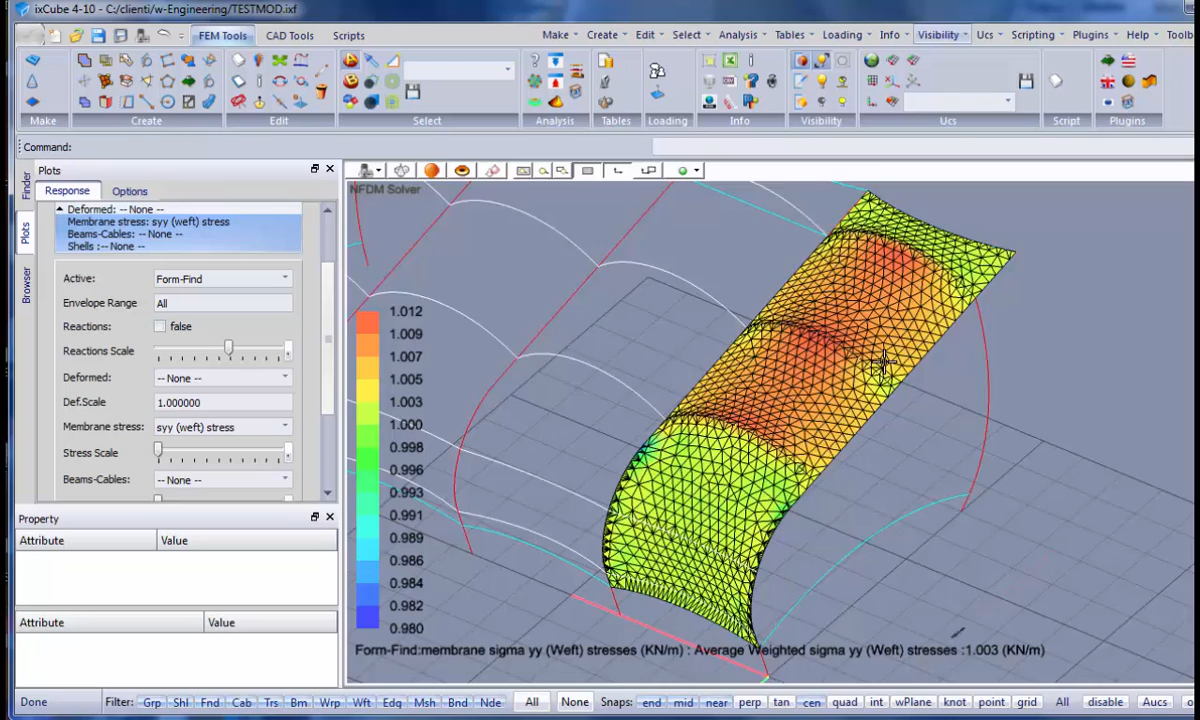 ixCube 4-10 - C:/clienti/w-Engineering/TESTMOD.ixf
FEM Tools CAD Tools Scripts Make Create Edit Select Analysis Tables Loading Info Visibility Ucs Scripting Plugins Help Toolb
Make Create Edit Select Analysis Tables Loading Info Visibility Ucs Script Plugins
Command:
Plots
Response Options
Finder
Plots
Browser
Deformed: -- None --
Membrane stress: syy (weft) stress
Beams-Cables: -- None --
Shells :-- None --
Active: Form-Find
Envelope Range All
Reactions: false
Reactions Scale
Deformed: -- None --
Def.Scale 1.000000
Membrane stress: syy (weft) stress
Stress Scale
Beams-Cables: -- None --
Property
Attribute Value
Attribute Value
NFDM Solver
1.012
1.009
1.007
1.005
1.003
1.000
0.998
0.996
0.993
0.991
0.989
0.986
0.984
0.982
0.980
Form-Find:membrane sigma yy (Weft) stresses (KN/m) : Average Weighted sigma yy (Weft) stresses :1.003 (KN/m)
Done Filter: Grp Shl Fnd Cab Trs Bm Wrp Wft Edg Msh Bnd Nde All None Snaps: end mid near perp tan cen quad int wPlane knot point grid All disable Aucs